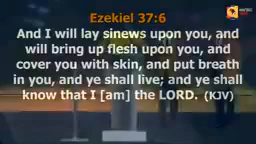 Ezekiel 37:6
And I will lay sinews upon you, and
will bring up flesh upon you, and
cover you with skin, and put breath
in you, and ye shall live; and ye shall
know that I [am] the LORD. (KJV)